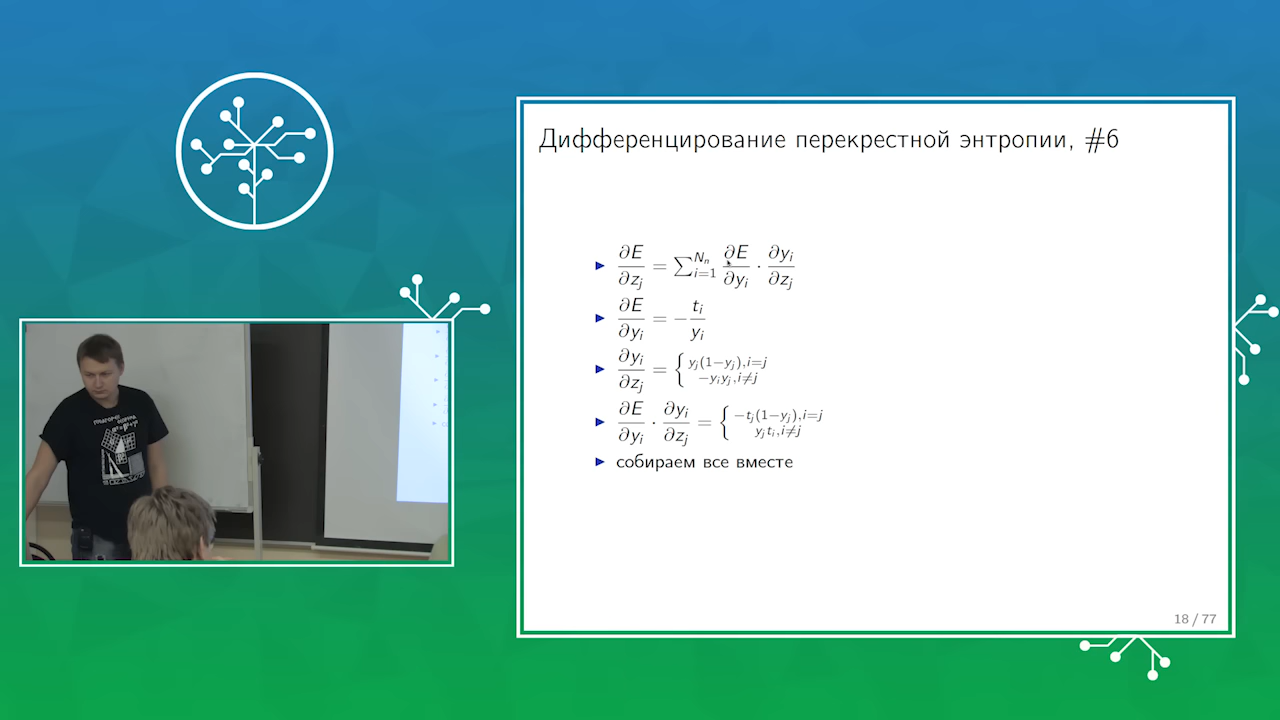 Дифференцирование перекрестной энтропии, #6
▶ ∂E/∂z_j = ∑_{i=1}^{N_n} ∂E/∂y_i · ∂y_i/∂z_j
▶ ∂E/∂y_i = −t_i/y_i
▶ ∂y_i/∂z_j = { y_j(1−y_j), i=j
−y_i y_j, i≠j
▶ ∂E/∂y_i · ∂y_i/∂z_j = { −t_j(1−y_j), i=j
y_j t_i, i≠j
▶ собираем все вместе
18 / 77